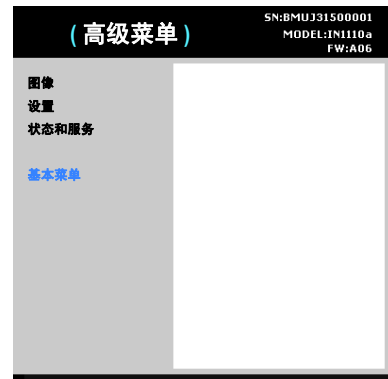 (高级菜单)
SN:BMUJ31500001
MODEL:IN1110a
FW:A06
图像
设置
状态和服务
基本菜单